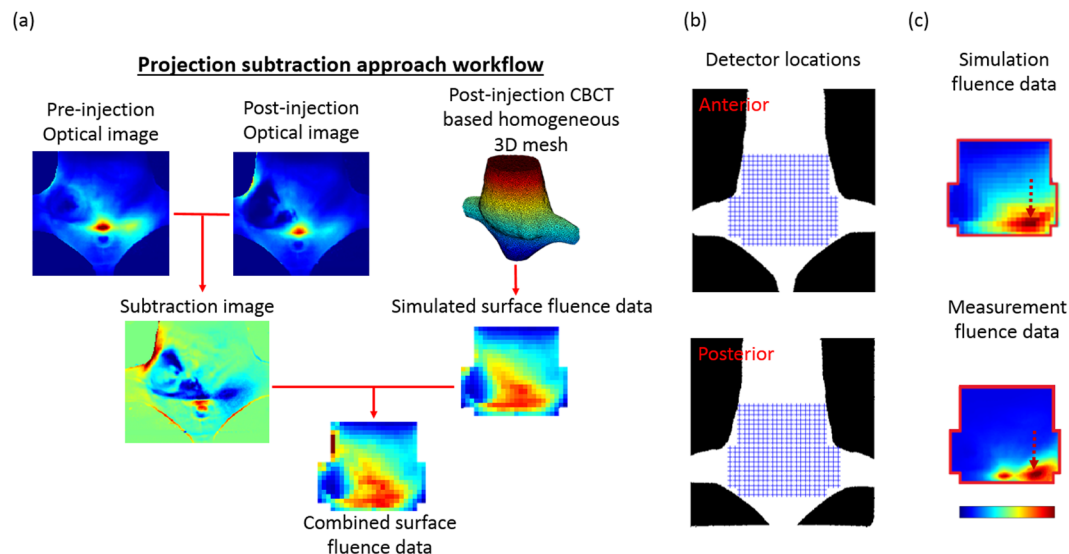 (a)
Projection subtraction approach workflow
Pre-injection
Optical image
Post-injection
Optical image
Post-injection CBCT
based homogeneous
3D mesh
Subtraction image
Simulated surface fluence data
Combined surface
fluence data
(b)
Detector locations
Anterior
Posterior
(c)
Simulation
fluence data
Measurement
fluence data